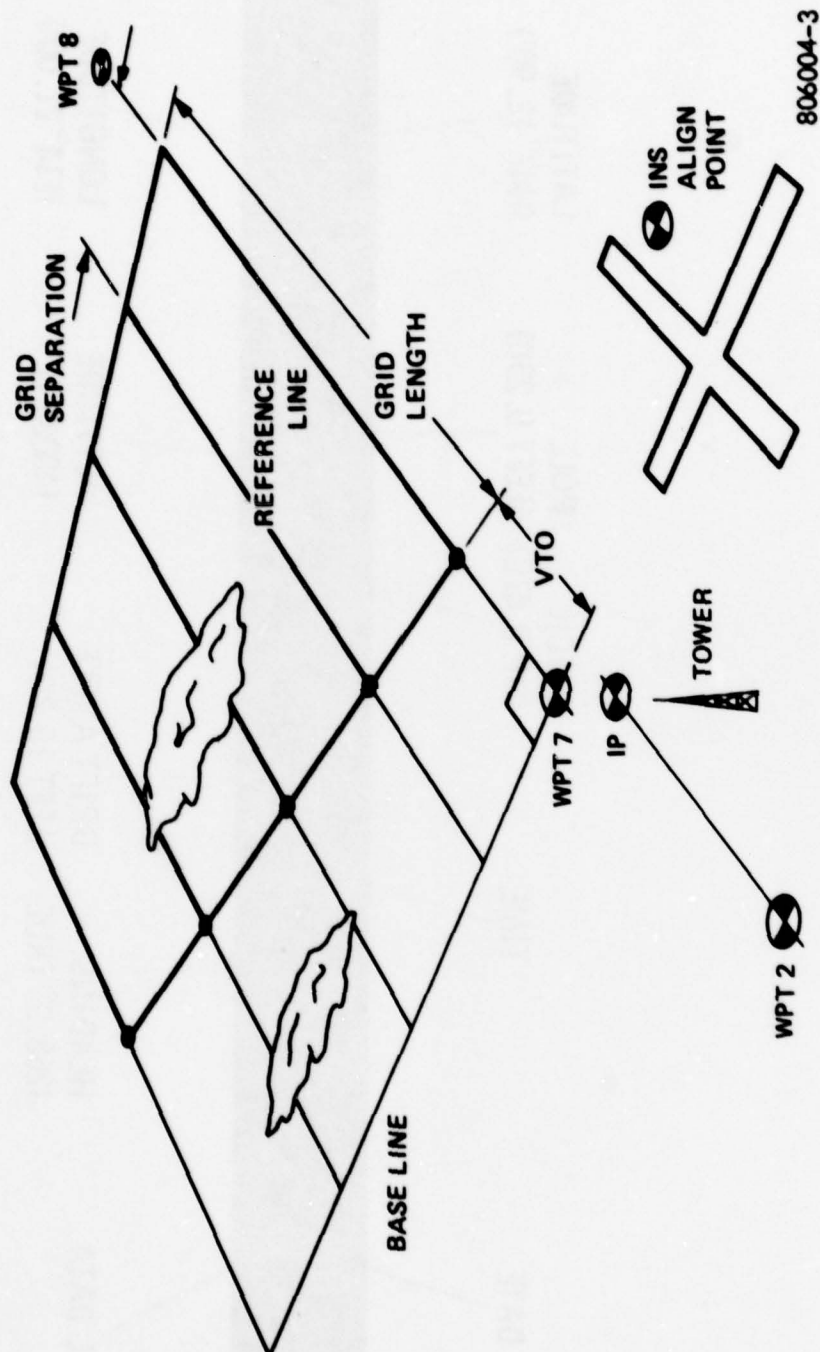 WPT 8
GRID
SEPARATION
REFERENCE
LINE
GRID
LENGTH
VTO
BASE LINE
WPT 7
IP
TOWER
WPT 2
INS
ALIGN
POINT
806004-3